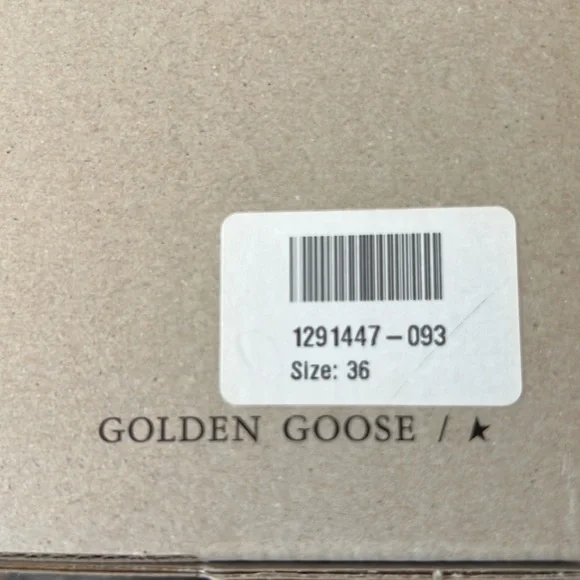 1291447-093
Size: 36
GOLDEN GOOSE / ★